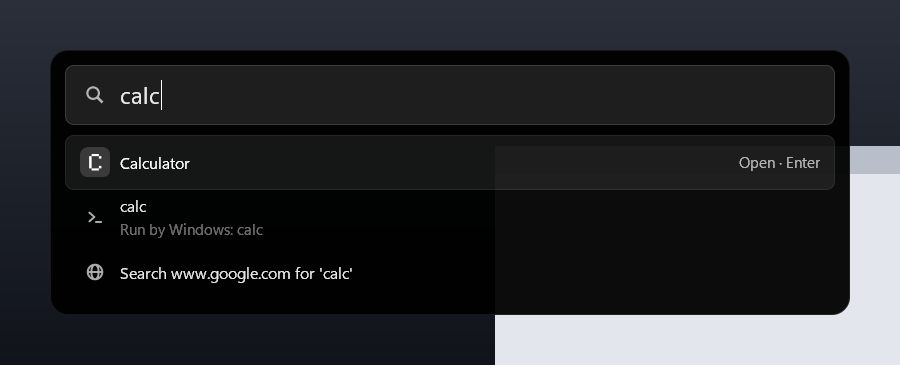 calc
Calculator
Open · Enter
calc
Run by Windows: calc
Search www.google.com for 'calc'